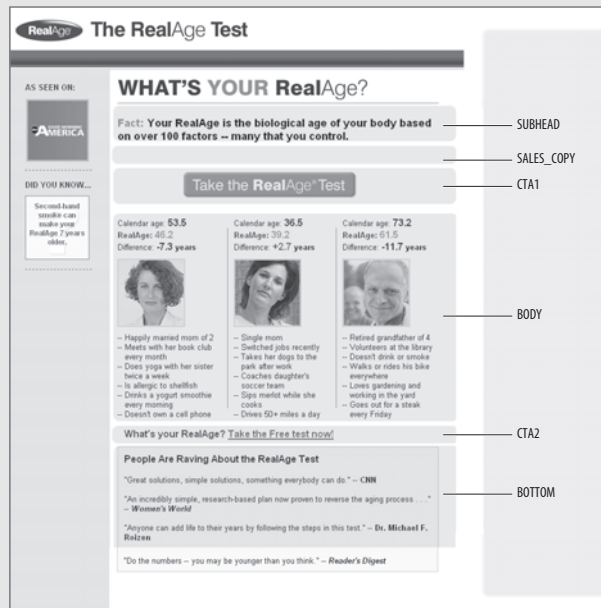 RealAge The RealAge Test
AS SEEN ON:
GOOD MORNING
AMERICA
DID YOU KNOW...
Second-hand
smoke can
make your
RealAge 7 years
older.
WHAT'S YOUR RealAge?
Fact: Your RealAge is the biological age of your body based
on over 100 factors -- many that you control.
Take the RealAge® Test
Calendar age: 53.5
RealAge: 46.2
Difference: -7.3 years
-- Happily married mom of 2
-- Meets with her book club
every month
-- Does yoga with her sister
twice a week
-- Is allergic to shellfish
-- Drinks a yogurt smoothie
every morning
-- Doesn't own a cell phone
Calendar age: 36.5
RealAge: 39.2
Difference: +2.7 years
-- Single mom
-- Switched jobs recently
-- Takes her dogs to the
park after work
-- Coaches daughter's
soccer team
-- Sips merlot while she
cooks
-- Drives 50+ miles a day
Calendar age: 73.2
RealAge: 61.5
Difference: -11.7 years
-- Retired grandfather of 4
-- Volunteers at the library
-- Doesn't drink or smoke
-- Walks or rides his bike
everywhere
-- Loves gardening and
working in the yard
-- Goes out for a steak
every Friday
What's your RealAge? Take the Free test now!
People Are Raving About the RealAge Test
"Great solutions, simple solutions, something everybody can do." -- CNN
"An incredibly simple, research-based plan now proven to reverse the aging process . . ."
-- Women's World
"Anyone can add life to their years by following the steps in this test." -- Dr. Michael F.
Roizen
"Do the numbers -- you may be younger than you think." -- Reader's Digest
SUBHEAD
SALES_COPY
CTA1
BODY
CTA2
BOTTOM